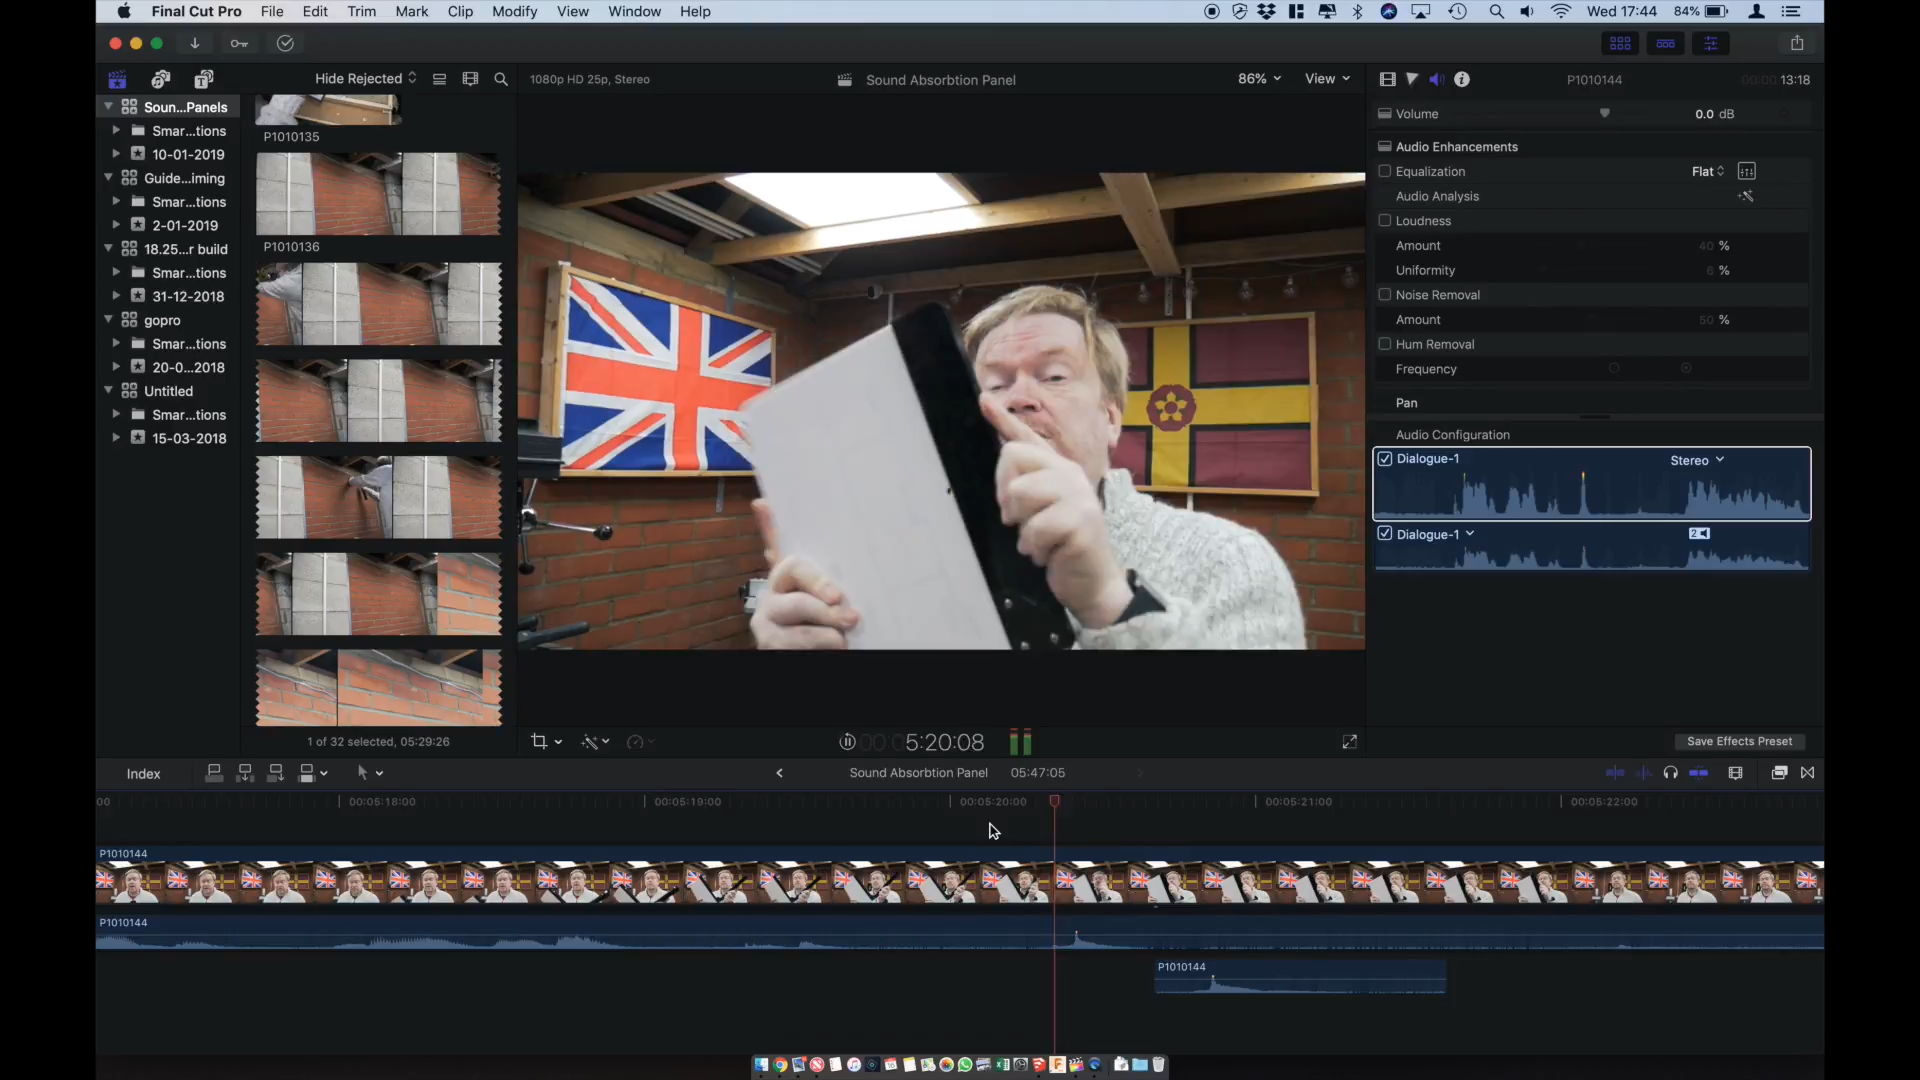 Final Cut Pro File Edit Trim Mark Clip Modify View Window Help
Wed 17:44 84%
Hide Rejected
1080p HD 25p, Stereo
Sound Absorbtion Panel
86% View
P1010144
13:18
Soun...Panels
Smar...tions
10-01-2019
Guide...iming
Smar...tions
2-01-2019
18.25...r build
Smar...tions
31-12-2018
gopro
Smar...tions
20-0...2018
Untitled
Smar...tions
15-03-2018
P1010135
P1010136
1 of 32 selected, 05:29:26
Volume 0.0 dB
Audio Enhancements
Equalization Flat
Audio Analysis
Loudness
Amount 40 %
Uniformity 6 %
Noise Removal
Amount 50 %
Hum Removal
Frequency
Pan
Audio Configuration
Dialogue-1 Stereo
Dialogue-1 2
Save Effects Preset
5:20:08
Index
Sound Absorbtion Panel 05:47:05
00 00:05:18:00 00:05:19:00 00:05:20:00 00:05:21:00 00:05:22:00
P1010144
P1010144
P1010144